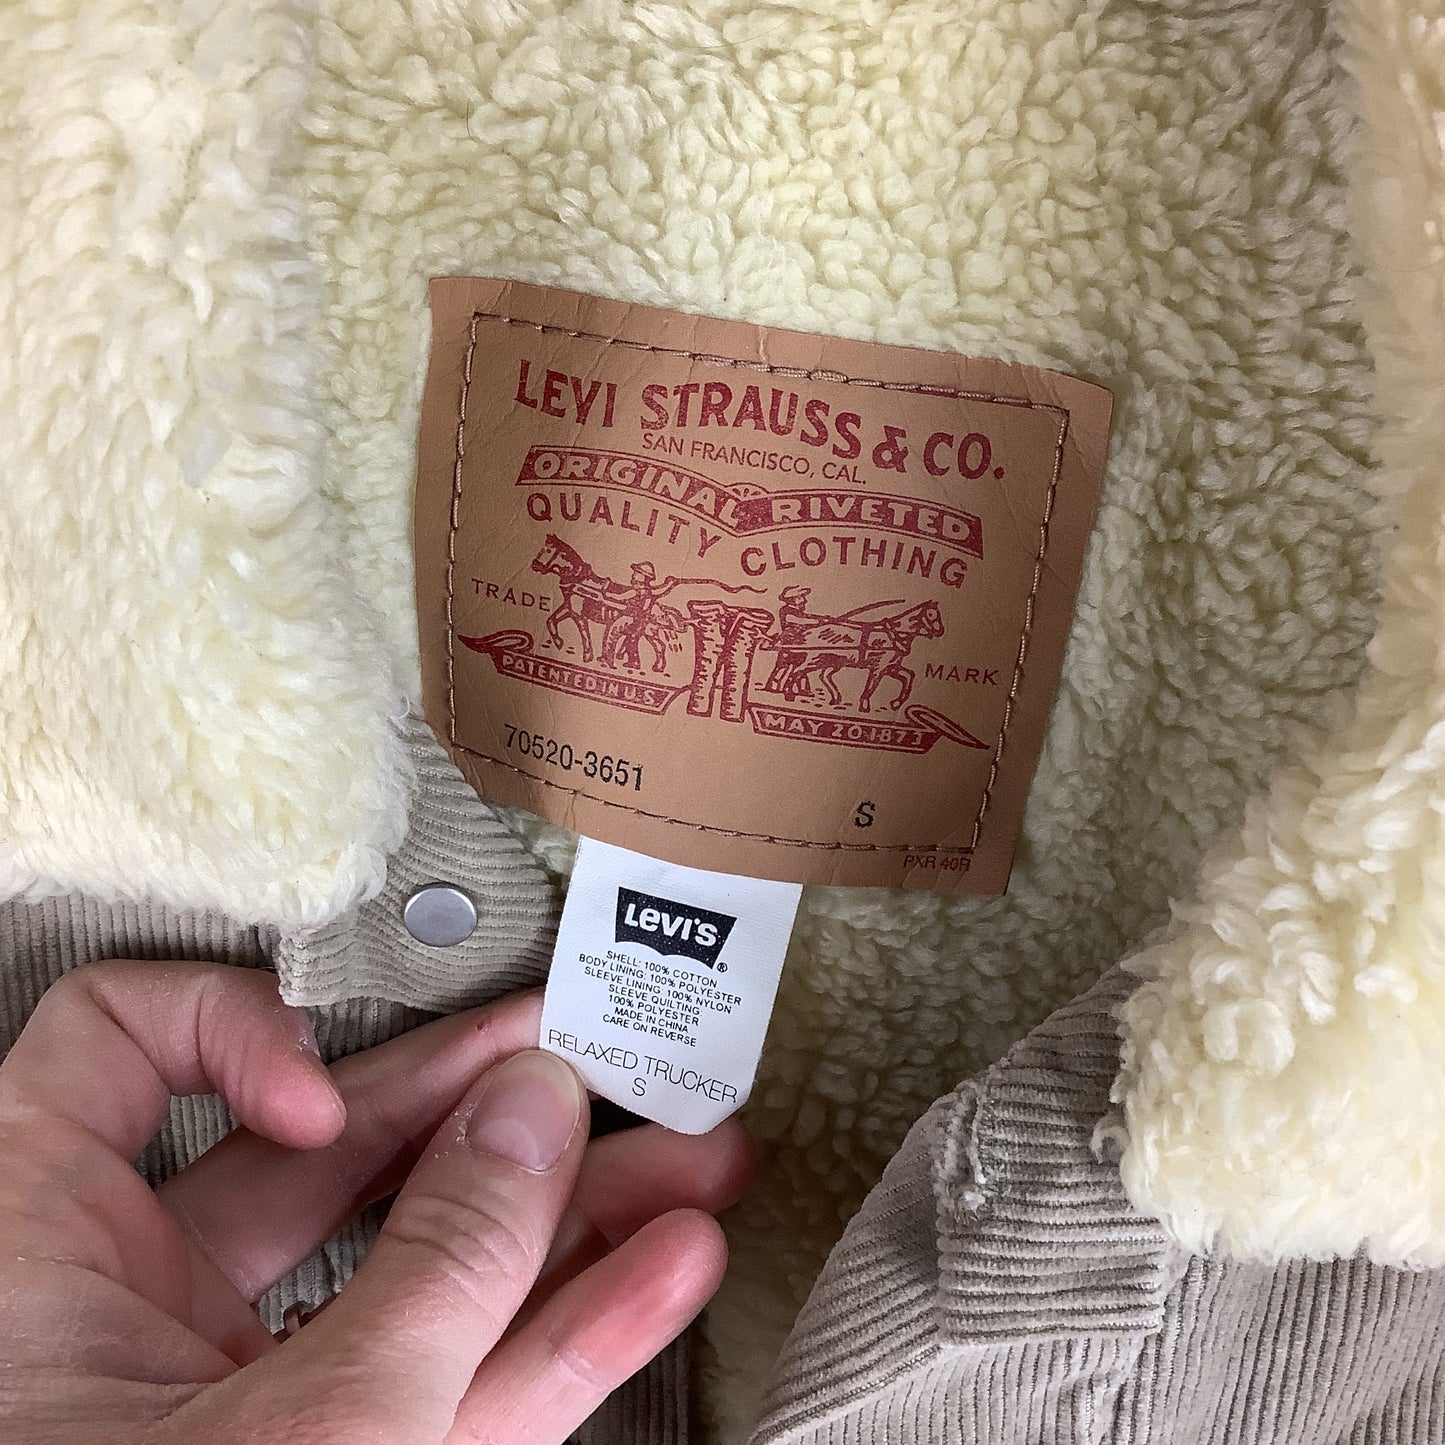 LEVI STRAUSS & CO.
SAN FRANCISCO, CAL.
ORIGINAL RIVETED
QUALITY CLOTHING
TRADE MARK
PATENTED IN U.S.
MAY 20 1873
70520-3651
S
PXR 40R
Levi's®
SHELL: 100% COTTON
BODY LINING: 100% POLYESTER
SLEEVE LINING: 100% NYLON
SLEEVE QUILTING:
100% POLYESTER
MADE IN CHINA
CARE ON REVERSE
RELAXED TRUCKER
S